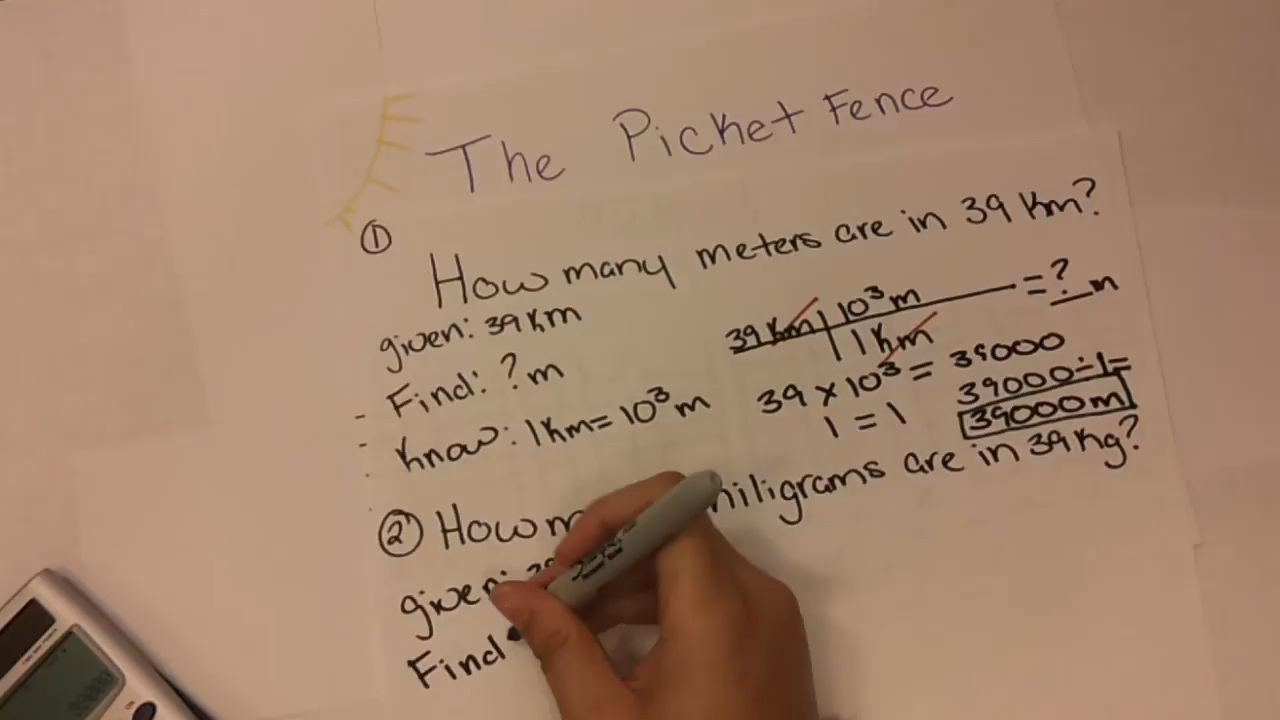 The Picket Fence
①
How many meters are in 39 Km?
given: 39 Km
Find: ? m
Know: 1 Km = 10³ m
39 Km | 10³ m = ? m
1 Km
39 x 10³ = 39000
1 = 1
39000 ÷ 1 =
39000 m
② How miligrams are in 39 Kg?
given:
Find